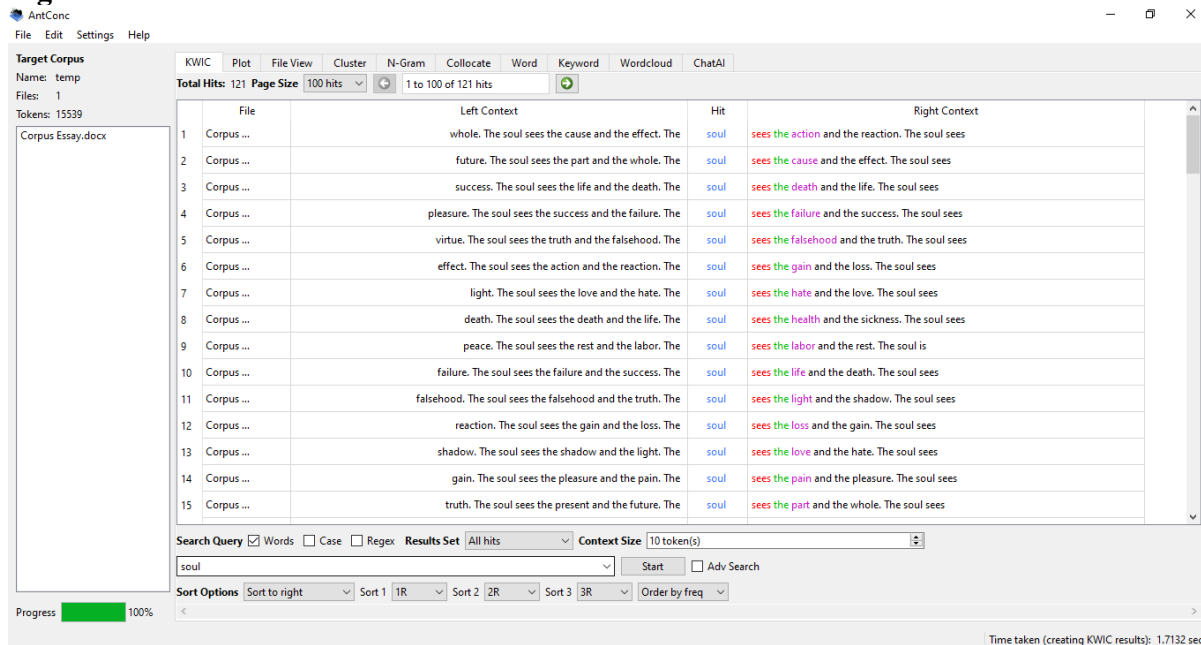 AntConc
File Edit Settings Help
Target Corpus
Name: temp
Files: 1
Tokens: 15539
Corpus Essay.docx
Progress 100%
KWIC Plot File View Cluster N-Gram Collocate Word Keyword Wordcloud ChatAI
Total Hits: 121 Page Size 100 hits 1 to 100 of 121 hits
File Left Context Hit Right Context
1 Corpus ... whole. The soul sees the cause and the effect. The soul sees the action and the reaction. The soul sees
2 Corpus ... future. The soul sees the part and the whole. The soul sees the cause and the effect. The soul sees
3 Corpus ... success. The soul sees the life and the death. The soul sees the death and the life. The soul sees
4 Corpus ... pleasure. The soul sees the success and the failure. The soul sees the failure and the success. The soul sees
5 Corpus ... virtue. The soul sees the truth and the falsehood. The soul sees the falsehood and the truth. The soul sees
6 Corpus ... effect. The soul sees the action and the reaction. The soul sees the gain and the loss. The soul sees
7 Corpus ... light. The soul sees the love and the hate. The soul sees the hate and the love. The soul sees
8 Corpus ... death. The soul sees the death and the life. The soul sees the health and the sickness. The soul sees
9 Corpus ... peace. The soul sees the rest and the labor. The soul sees the labor and the rest. The soul is
10 Corpus ... failure. The soul sees the failure and the success. The soul sees the life and the death. The soul sees
11 Corpus ... falsehood. The soul sees the falsehood and the truth. The soul sees the light and the shadow. The soul sees
12 Corpus ... reaction. The soul sees the gain and the loss. The soul sees the loss and the gain. The soul sees
13 Corpus ... shadow. The soul sees the shadow and the light. The soul sees the love and the hate. The soul sees
14 Corpus ... gain. The soul sees the pleasure and the pain. The soul sees the pain and the pleasure. The soul sees
15 Corpus ... truth. The soul sees the present and the future. The soul sees the part and the whole. The soul sees
Search Query Words Case Regex Results Set All hits Context Size 10 token(s)
soul Start Adv Search
Sort Options Sort to right Sort 1 1R Sort 2 2R Sort 3 3R Order by freq
Time taken (creating KWIC results): 1.7132 sec